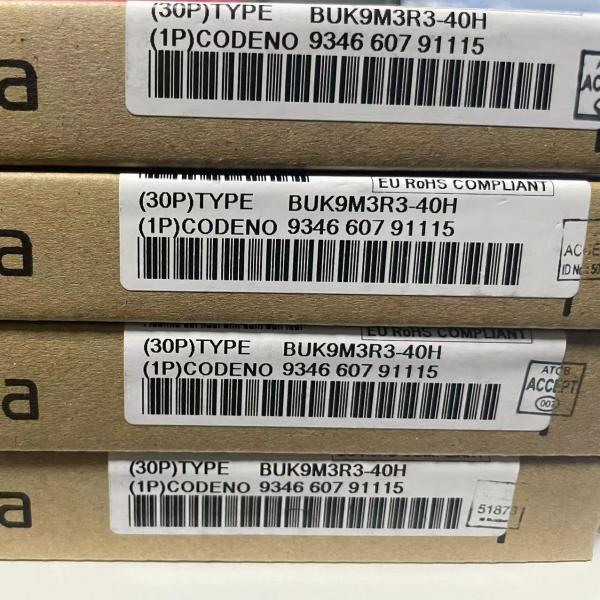 (30P)TYPE BUK9M3R3-40H
(1P)CODENO 9346 607 91115
a
EU RoHS COMPLIANT
(30P)TYPE BUK9M3R3-40H
(1P)CODENO 9346 607 91115
a
EU RoHS COMPLIANT
(30P)TYPE BUK9M3R3-40H
(1P)CODENO 9346 607 91115
ATCB
ACCEPT
a
(30P)TYPE BUK9M3R3-40H
(1P)CODENO 9346 607 91115
a